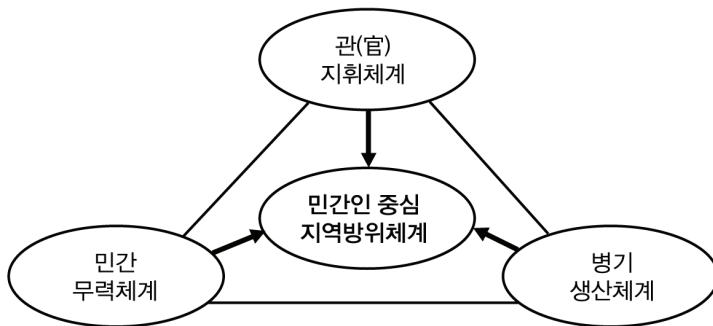 관(官)
지휘체계
민간인 중심
지역방위체계
민간
무력체계
병기
생산체계